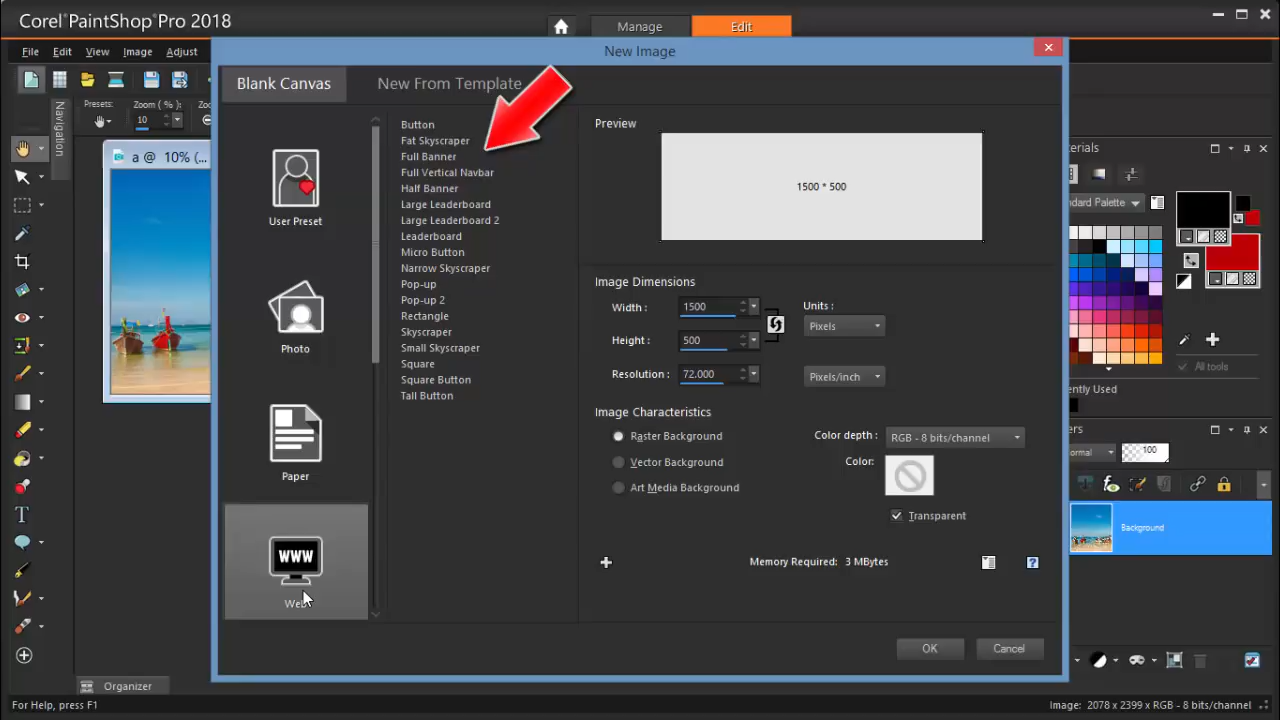 Corel PaintShop Pro 2018
Manage
Edit
File Edit View Image Adjust
New Image
Blank Canvas
New From Template
Presets:
Zoom ( % ):
10
Navigation
a @ 10% (...
User Preset
Photo
Paper
WWW
Web
Button
Fat Skyscraper
Full Banner
Full Vertical Navbar
Half Banner
Large Leaderboard
Large Leaderboard 2
Leaderboard
Micro Button
Narrow Skyscraper
Pop-up
Pop-up 2
Rectangle
Skyscraper
Small Skyscraper
Square
Square Button
Tall Button
Preview
1500 * 500
Image Dimensions
Width : 1500
Height : 500
Resolution : 72.000
Units :
Pixels
Pixels/inch
Image Characteristics
Raster Background
Vector Background
Art Media Background
Color depth : RGB - 8 bits/channel
Color:
Transparent
Memory Required: 3 MBytes
OK
Cancel
Palette
All tools
Used
100
Background
Organizer
For Help, press F1
Image: 2078 x 2399 x RGB - 8 bits/channel